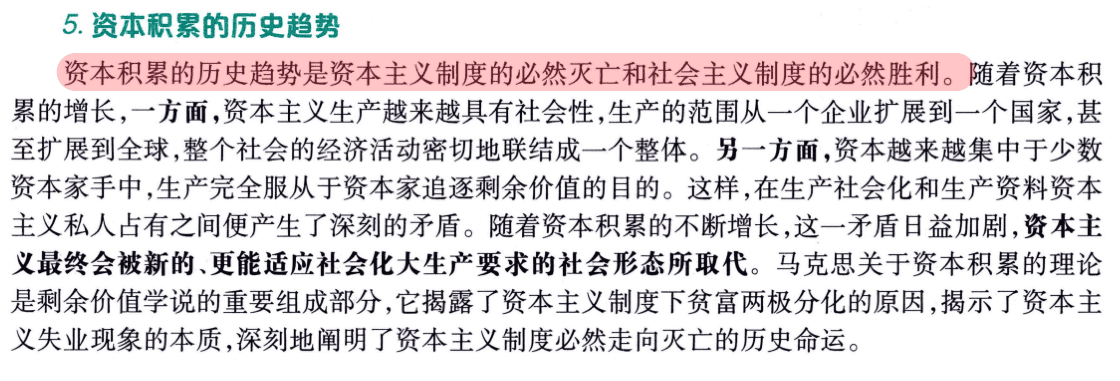 5. 资本积累的历史趋势
资本积累的历史趋势是资本主义制度的必然灭亡和社会主义制度的必然胜利。随着资本积
累的增长,一方面,资本主义生产越来越具有社会性,生产的范围从一个企业扩展到一个国家,甚
至扩展到全球,整个社会的经济活动密切地联结成一个整体。另一方面,资本越来越集中于少数
资本家手中,生产完全服从于资本家追逐剩余价值的目的。这样,在生产社会化和生产资料资本
主义私人占有之间便产生了深刻的矛盾。随着资本积累的不断增长,这一矛盾日益加剧,资本主
义最终会被新的、更能适应社会化大生产要求的社会形态所取代。马克思关于资本积累的理论
是剩余价值学说的重要组成部分,它揭露了资本主义制度下贫富两极分化的原因,揭示了资本主
义失业现象的本质,深刻地阐明了资本主义制度必然走向灭亡的历史命运。